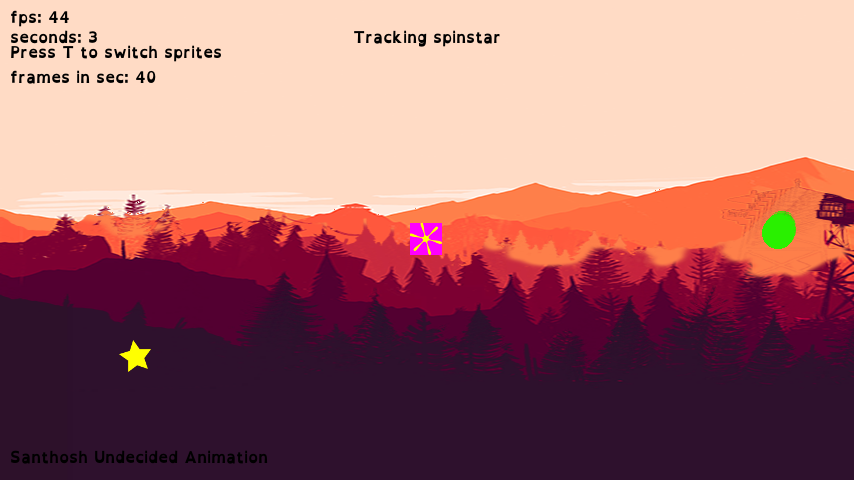 fps: 44
seconds: 3
Tracking spinstar
Press T to switch sprites
frames in sec: 40
Santhosh Undecided Animation